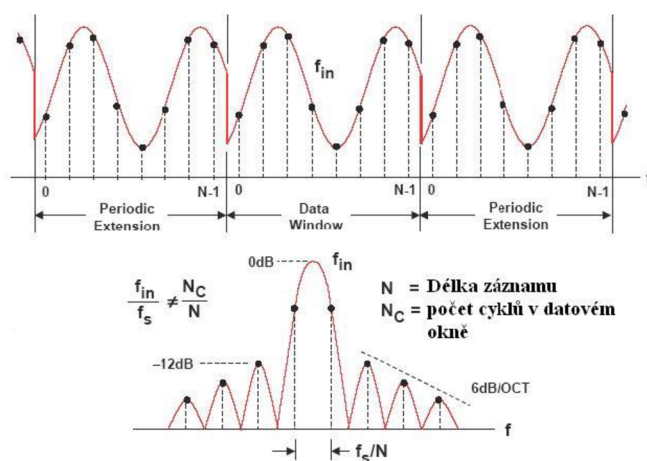 f_in
t
0 N-1 0 N-1 0 N-1
Periodic Extension
Data Window
Periodic Extension
0dB
f_in
f_in / f_s ≠ N_C / N
N = Délka záznamu
N_C = počet cyklů v datovém
okně
–12dB
6dB/OCT
f
f_s/N